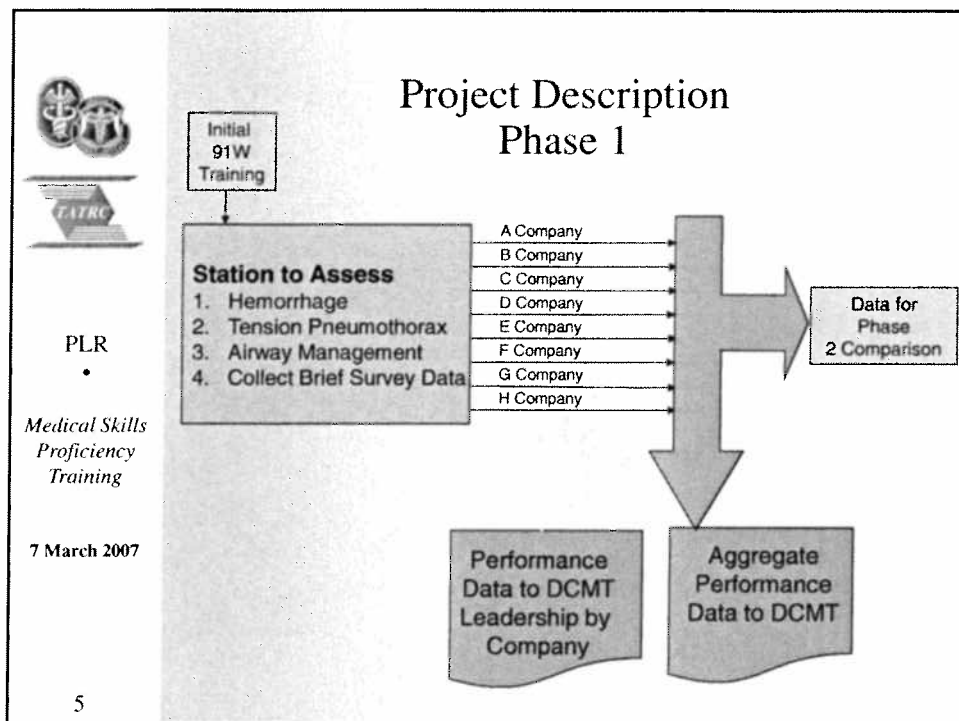 Project Description
Phase 1
TATRC
PLR
•
Medical Skills
Proficiency
Training
7 March 2007
5
Initial
91W
Training
Station to Assess
1. Hemorrhage
2. Tension Pneumothorax
3. Airway Management
4. Collect Brief Survey Data
A Company
B Company
C Company
D Company
E Company
F Company
G Company
H Company
Data for
Phase
2 Comparison
Performance
Data to DCMT
Leadership by
Company
Aggregate
Performance
Data to DCMT